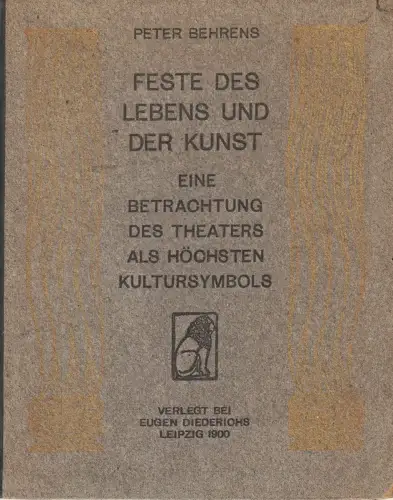 PETER BEHRENS
FESTE DES
LEBENS UND
DER KUNST
EINE
BETRACHTUNG
DES THEATERS
ALS HÖCHSTEN
KULTURSYMBOLS
VERLEGT BEI
EUGEN DIEDERICHS
LEIPZIG 1900